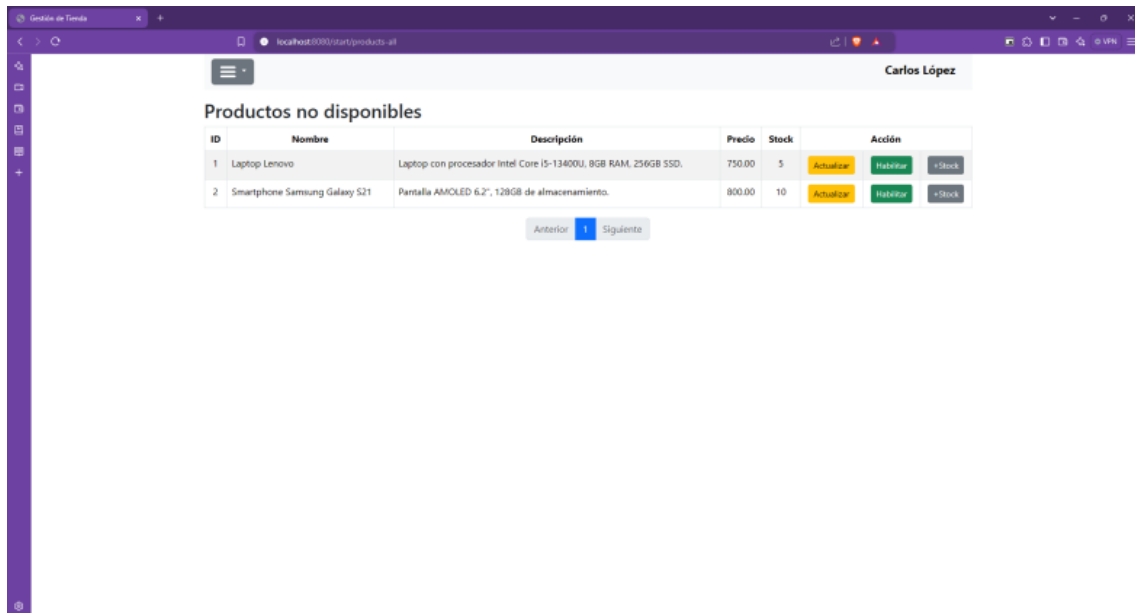 Gestión de Tienda
localhost:8080/start/products-all
VPN
Carlos López
Productos no disponibles
ID Nombre Descripción Precio Stock Acción
1 Laptop Lenovo Laptop con procesador Intel Core i5-13400U, 8GB RAM, 256GB SSD. 750.00 5 Actualizar Habilitar +Stock
2 Smartphone Samsung Galaxy S21 Pantalla AMOLED 6.2", 128GB de almacenamiento. 800.00 10 Actualizar Habilitar +Stock
Anterior 1 Siguiente